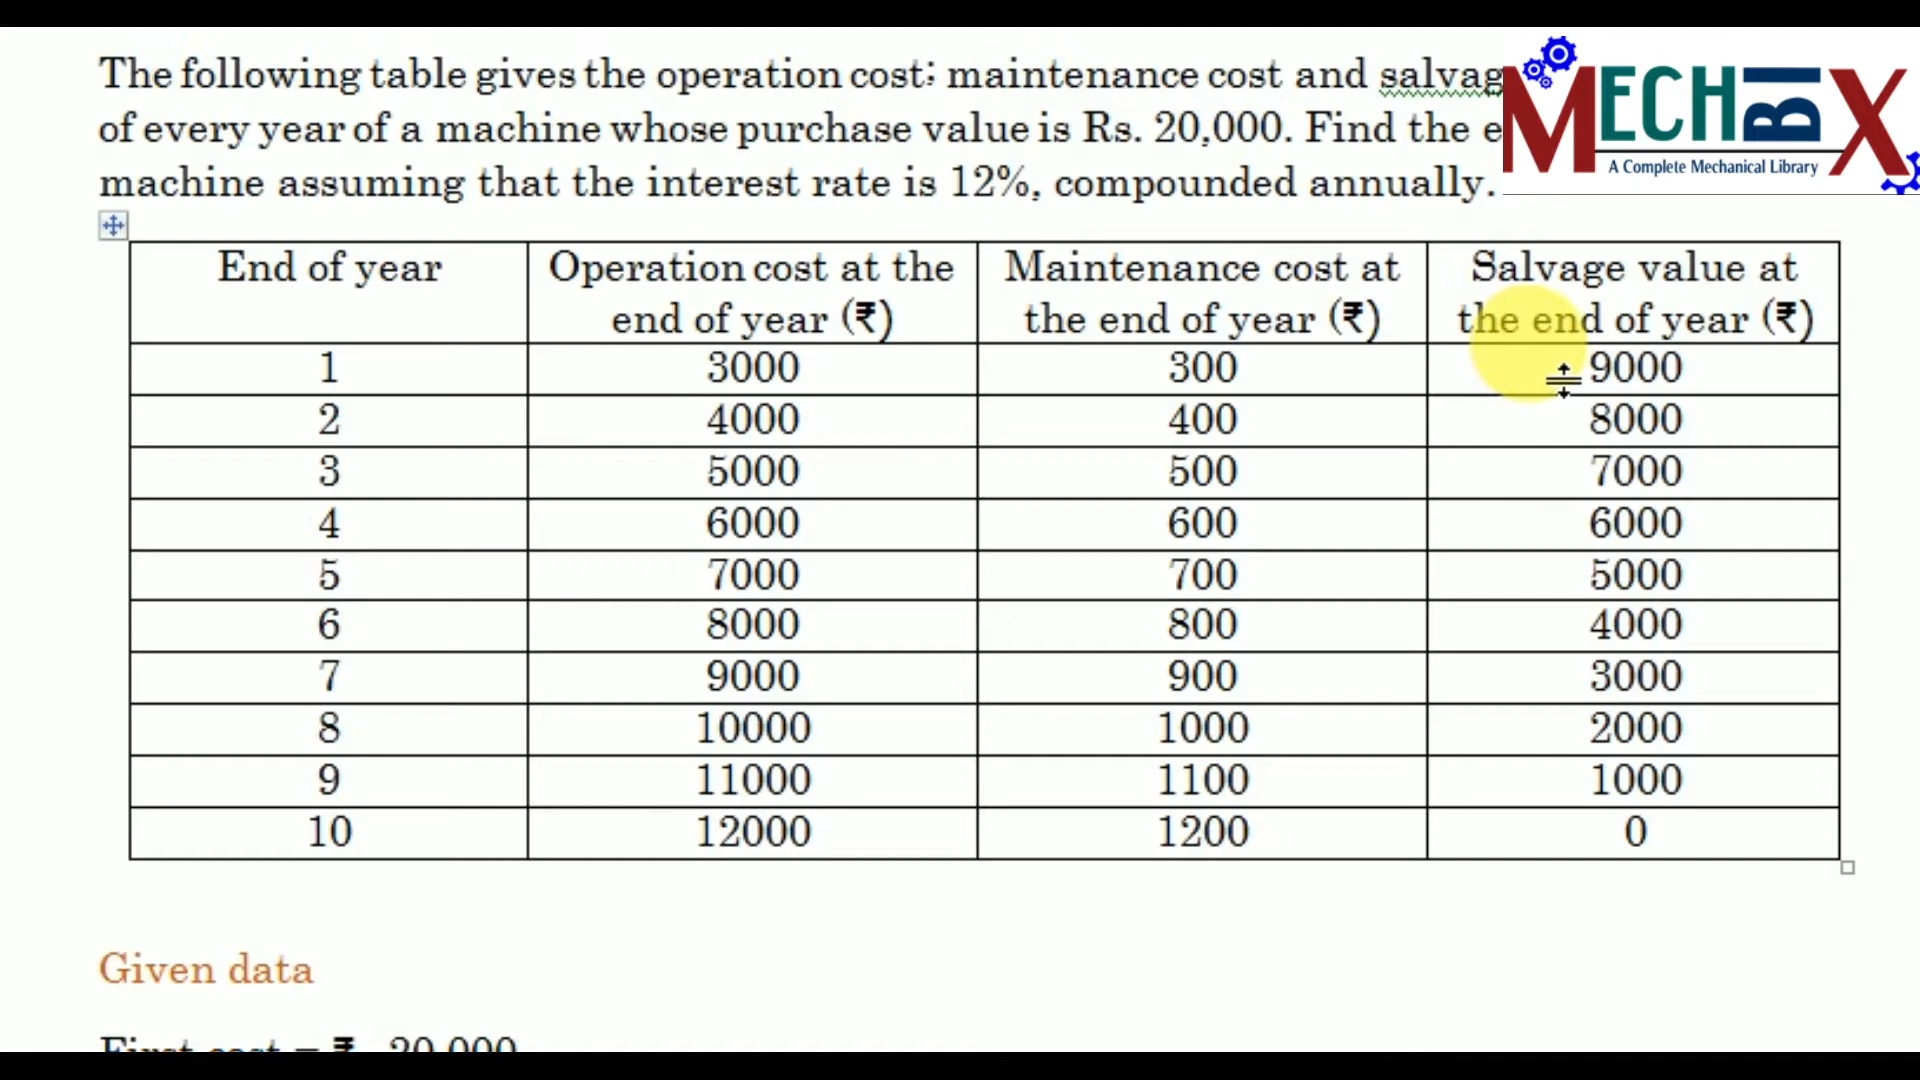 The following table gives the operation cost: maintenance cost and salvag
of every year of a machine whose purchase value is Rs. 20,000. Find the e
machine assuming that the interest rate is 12%, compounded annually.
MECHBIX
A Complete Mechanical Library
End of year Operation cost at the end of year (₹) Maintenance cost at the end of year (₹) Salvage value at the end of year (₹)
1 3000 300 9000
2 4000 400 8000
3 5000 500 7000
4 6000 600 6000
5 7000 700 5000
6 8000 800 4000
7 9000 900 3000
8 10000 1000 2000
9 11000 1100 1000
10 12000 1200 0
Given data
First cost = ₹. 20,000